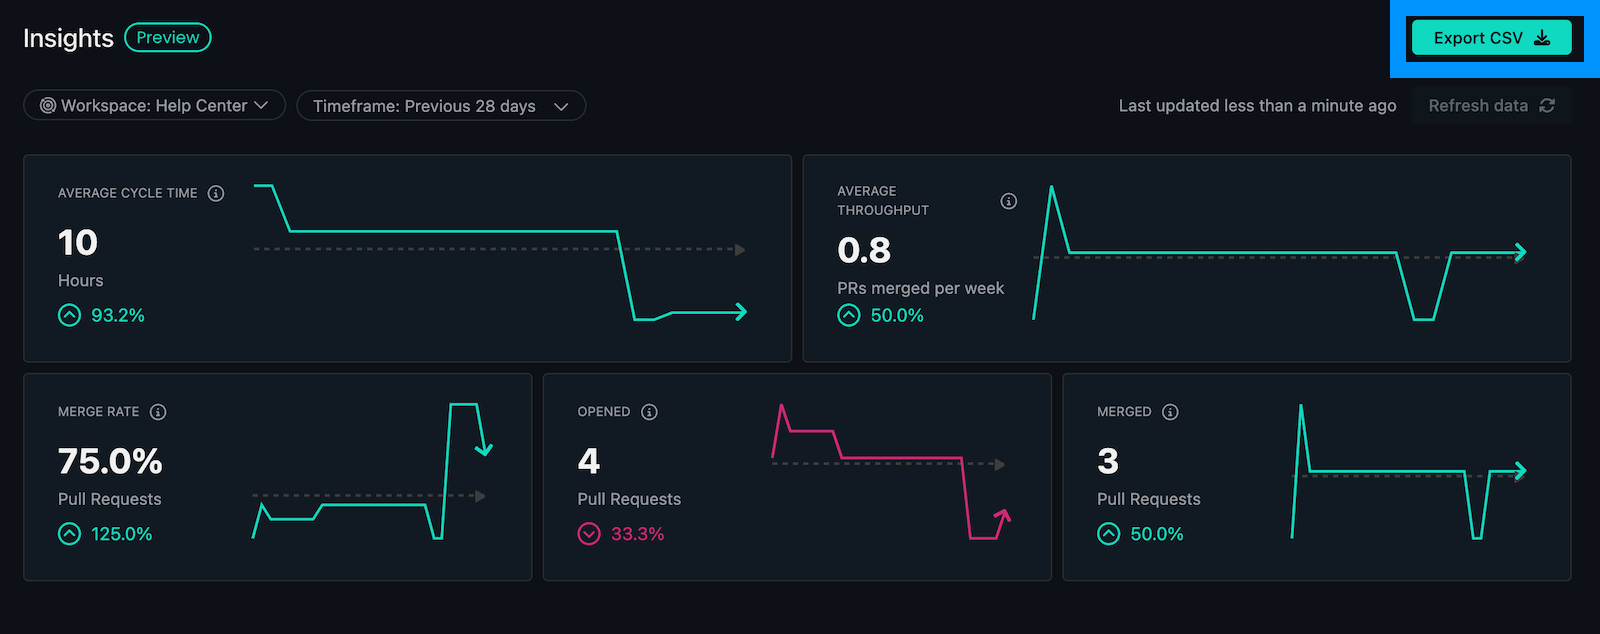 Insights
Preview
Export CSV
Workspace: Help Center
Timeframe: Previous 28 days
Last updated less than a minute ago
Refresh data
AVERAGE CYCLE TIME
10
Hours
93.2%
AVERAGE
THROUGHPUT
0.8
PRs merged per week
50.0%
MERGE RATE
75.0%
Pull Requests
125.0%
OPENED
4
Pull Requests
33.3%
MERGED
3
Pull Requests
50.0%